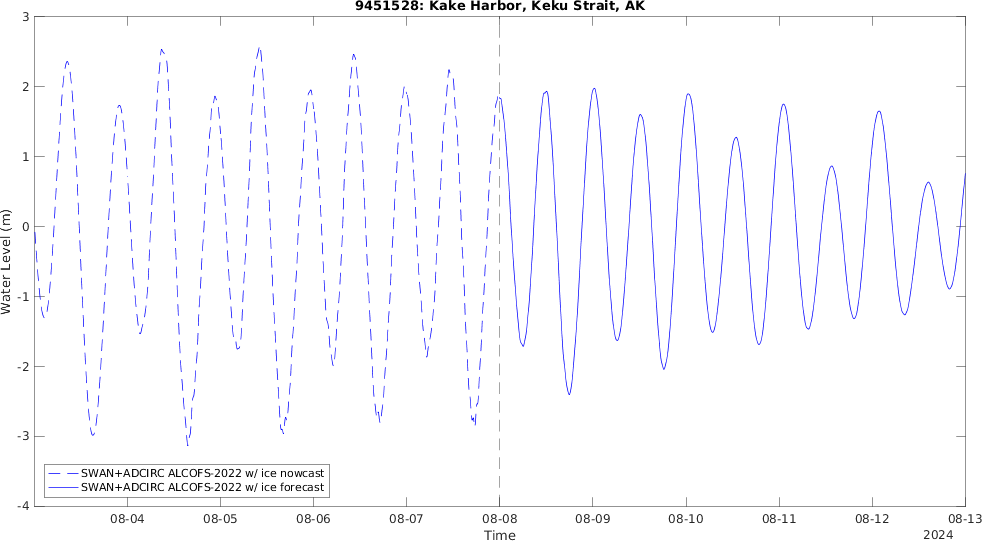 9451528: Kake Harbor, Keku Strait, AK
3
2
1
0
-1
-2
-3
-4
Water Level (m)
SWAN+ADCIRC ALCOFS-2022 w/ ice nowcast
SWAN+ADCIRC ALCOFS-2022 w/ ice forecast
08-04 08-05 08-06 08-07 08-08 08-09 08-10 08-11 08-12 08-13
Time
2024